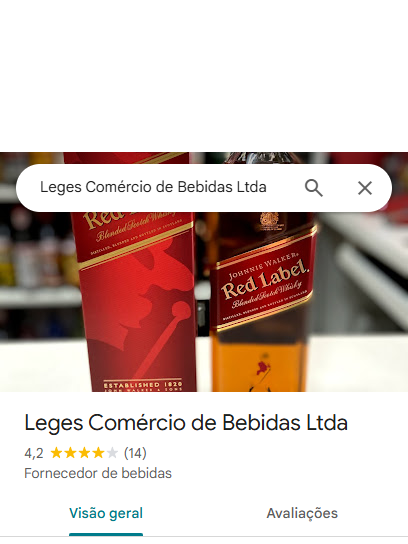 Leges Comércio de Bebidas Ltda
Red Label
Blended Scotch Whisky
JOHNNIE WALKER
Red Label.
Blended Scotch Whisky
ESTABLISHED 1820
JOHN WALKER & SONS
Leges Comércio de Bebidas Ltda
4,2 (14)
Fornecedor de bebidas
Visão geral
Avaliações